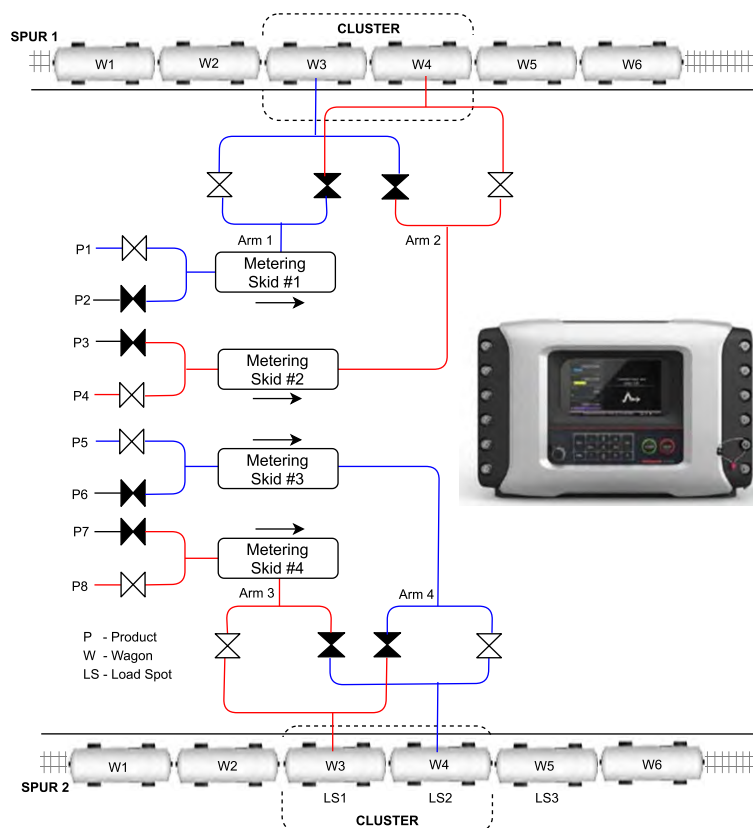 CLUSTER
SPUR 1
W1 W2 W3 W4 W5 W6
Arm 1
Arm 2
P1
Metering
Skid #1
P2
P3
Metering
Skid #2
P4
P5
Metering
Skid #3
P6
P7
Metering
Skid #4
P8
Arm 3
Arm 4
P - Product
W - Wagon
LS - Load Spot
W1 W2 W3 W4 W5 W6
SPUR 2
LS1 LS2 LS3
CLUSTER